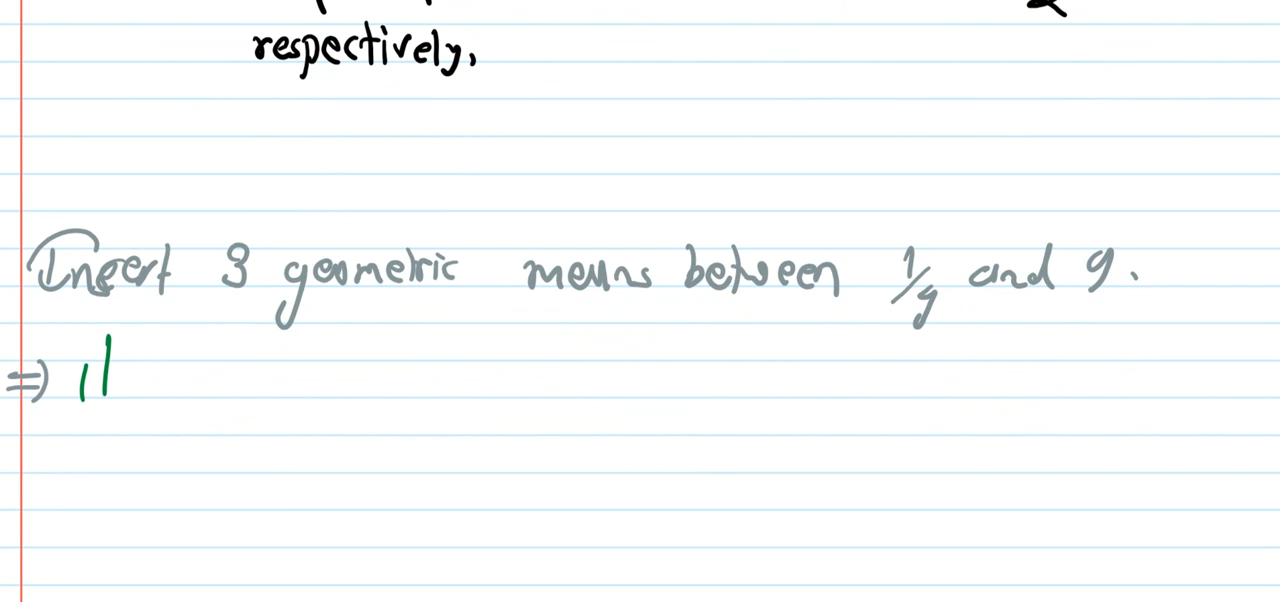 respectively,
Insert 3 geometric means between 1/9 and 9.
=>